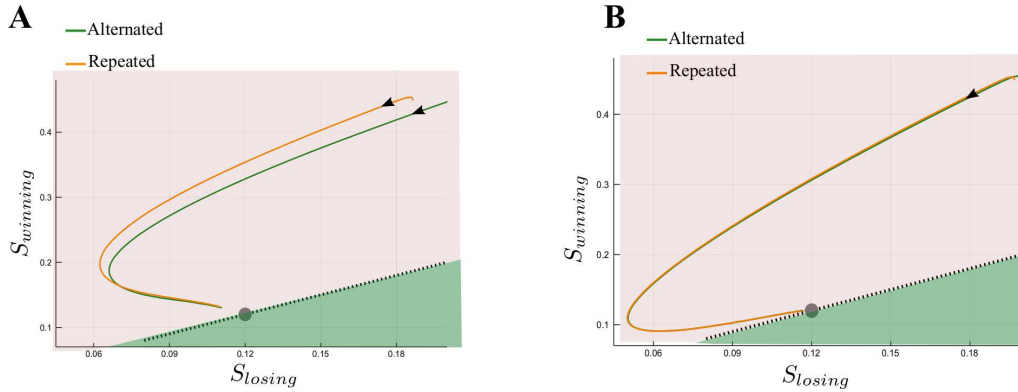 A
Alternated
Repeated
0.4
0.3
0.2
0.1
S_winning
0.06
0.09
0.12
0.15
0.18
S_losing
B
Alternated
Repeated
0.4
0.3
0.2
0.1
S_winning
0.06
0.09
0.12
0.15
0.18
S_losing